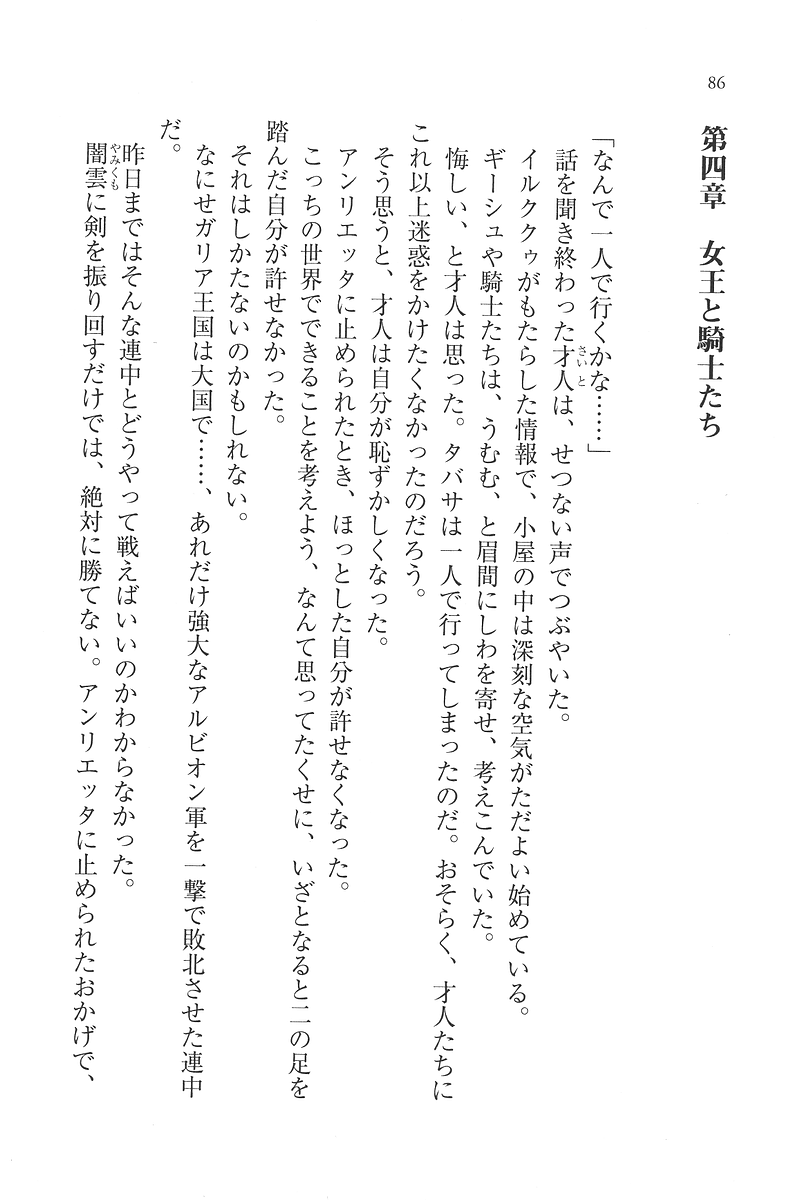 86
第四章　女王と騎士たち
「なんで一人で行くかな……」
話を聞き終わった才人は、せつない声でつぶやいた。
イルククゥがもたらした情報で、小屋の中は深刻な空気がただよい始めている。
ギーシュや騎士たちは、うむむ、と眉間にしわを寄せ、考えこんでいた。
悔しい、と才人は思った。タバサは一人で行ってしまったのだ。おそらく、才人たちに
これ以上迷惑をかけたくなかったのだろう。
そう思うと、才人は自分が恥ずかしくなった。
アンリエッタに止められたとき、ほっとした自分が許せなくなった。
こっちの世界でできることを考えよう、なんて思ってたくせに、いざとなると二の足を
踏んだ自分が許せなかった。
それはしかたないのかもしれない。
なにせガリア王国は大国で……、あれだけ強大なアルビオン軍を一撃で敗北させた連中
だ。
昨日まではそんな連中とどうやって戦えばいいのかわからなかった。
闇雲に剣を振り回すだけでは、絶対に勝てない。アンリエッタに止められたおかげで、